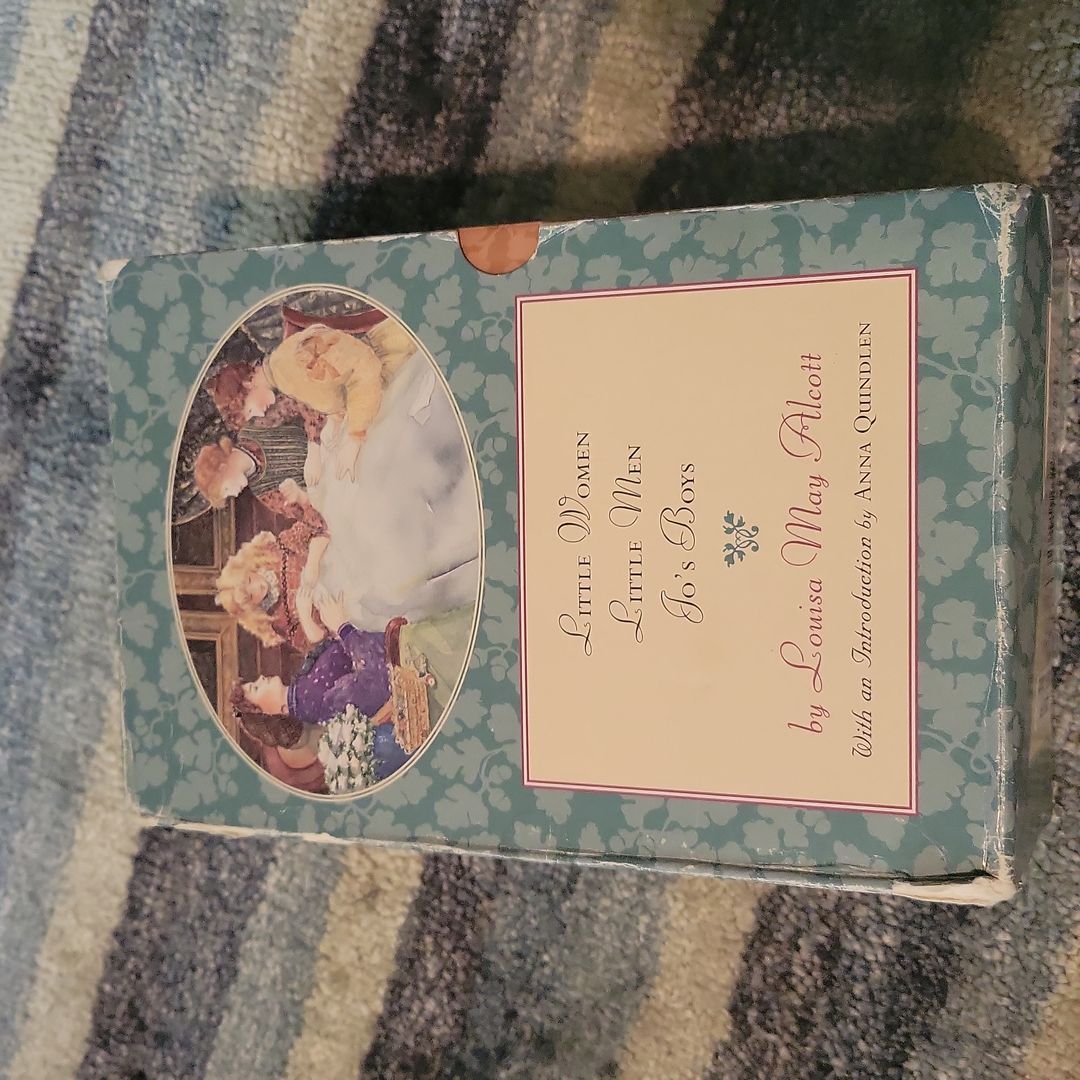 Little Women
Little Men
Jo's Boys
by Louisa May Alcott
With an Introduction by Anna Quindlen